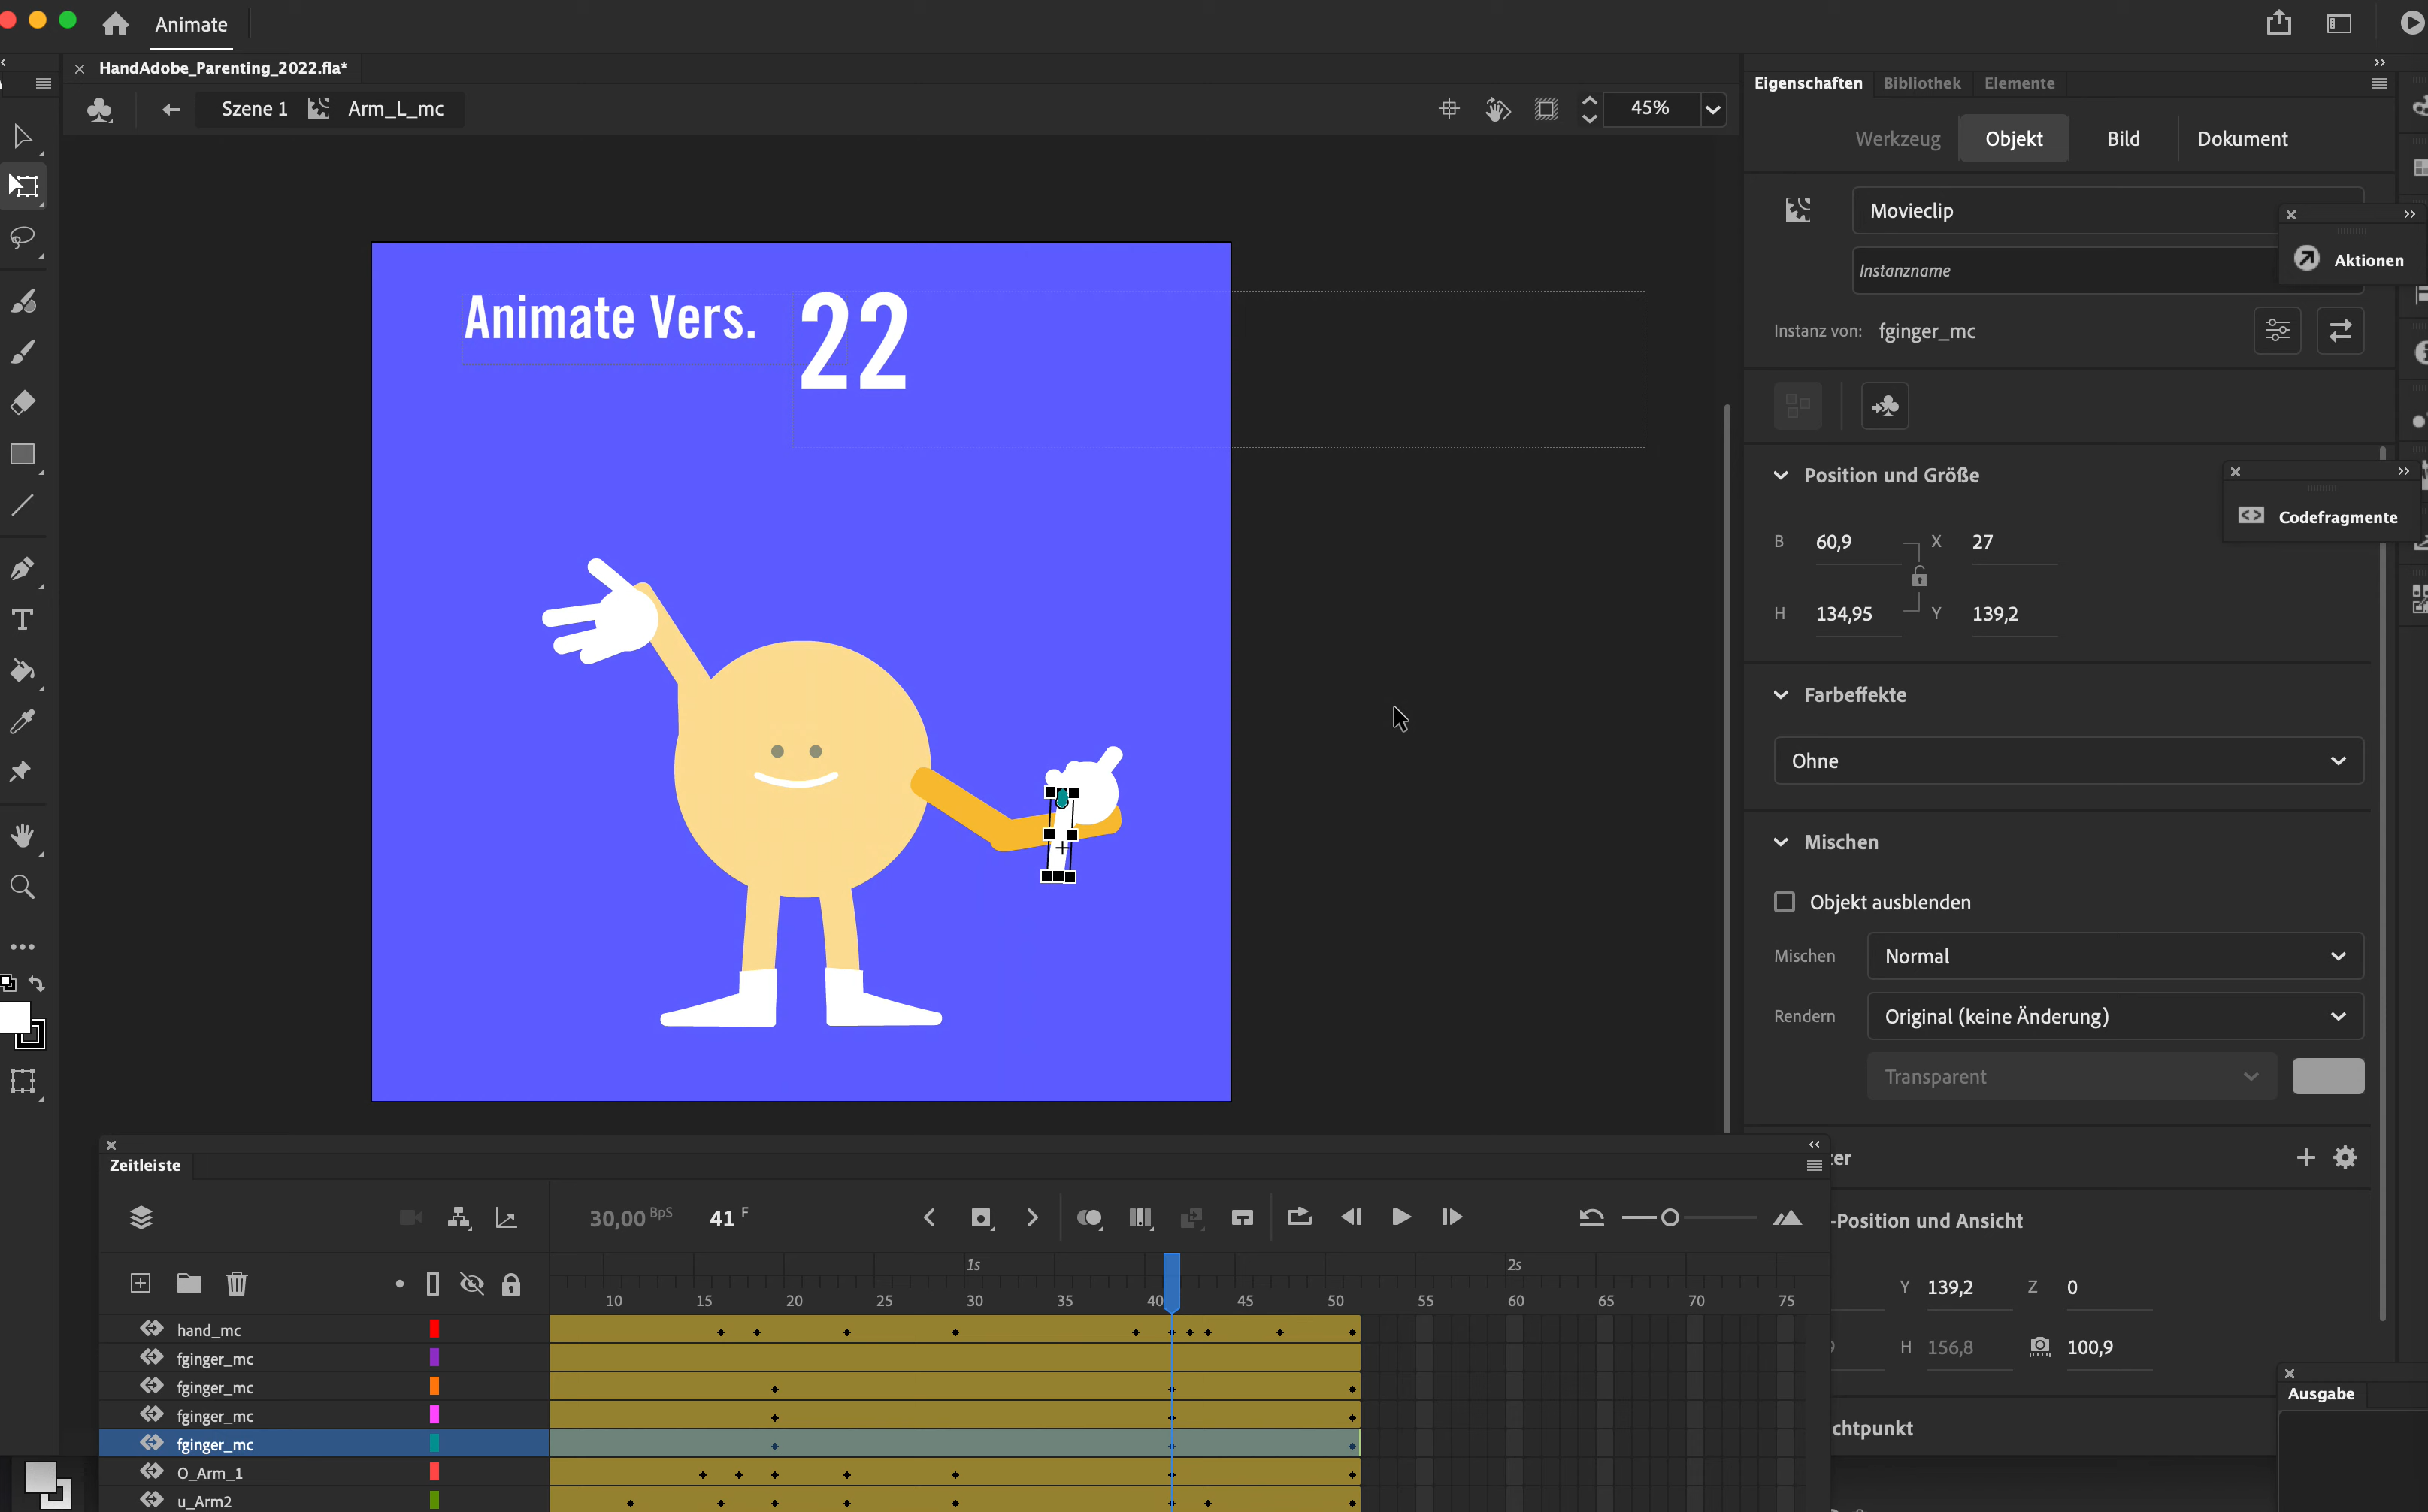 Animate
HandAdobe_Parenting_2022.fla*
Szene 1 Arm_L_mc
45%
Animate Vers. 22
Eigenschaften Bibliothek Elemente
Werkzeug Objekt Bild Dokument
Movieclip
Instanzname
Aktionen
Instanz von: fginger_mc
Position und Größe
Codefragmente
B 60,9 X 27
H 134,95 Y 139,2
Farbeffekte
Ohne
Mischen
Objekt ausblenden
Mischen Normal
Rendern Original (keine Änderung)
Transparent
ter
-Position und Ansicht
Y 139,2 Z 0
H 156,8 100,9
chtpunkt
Ausgabe
Zeitleiste
30,00 BpS 41 F
1s 2s
10 15 20 25 30 35 40 45 50 55 60 65 70 75
hand_mc
fginger_mc
fginger_mc
fginger_mc
fginger_mc
O_Arm_1
u_Arm2